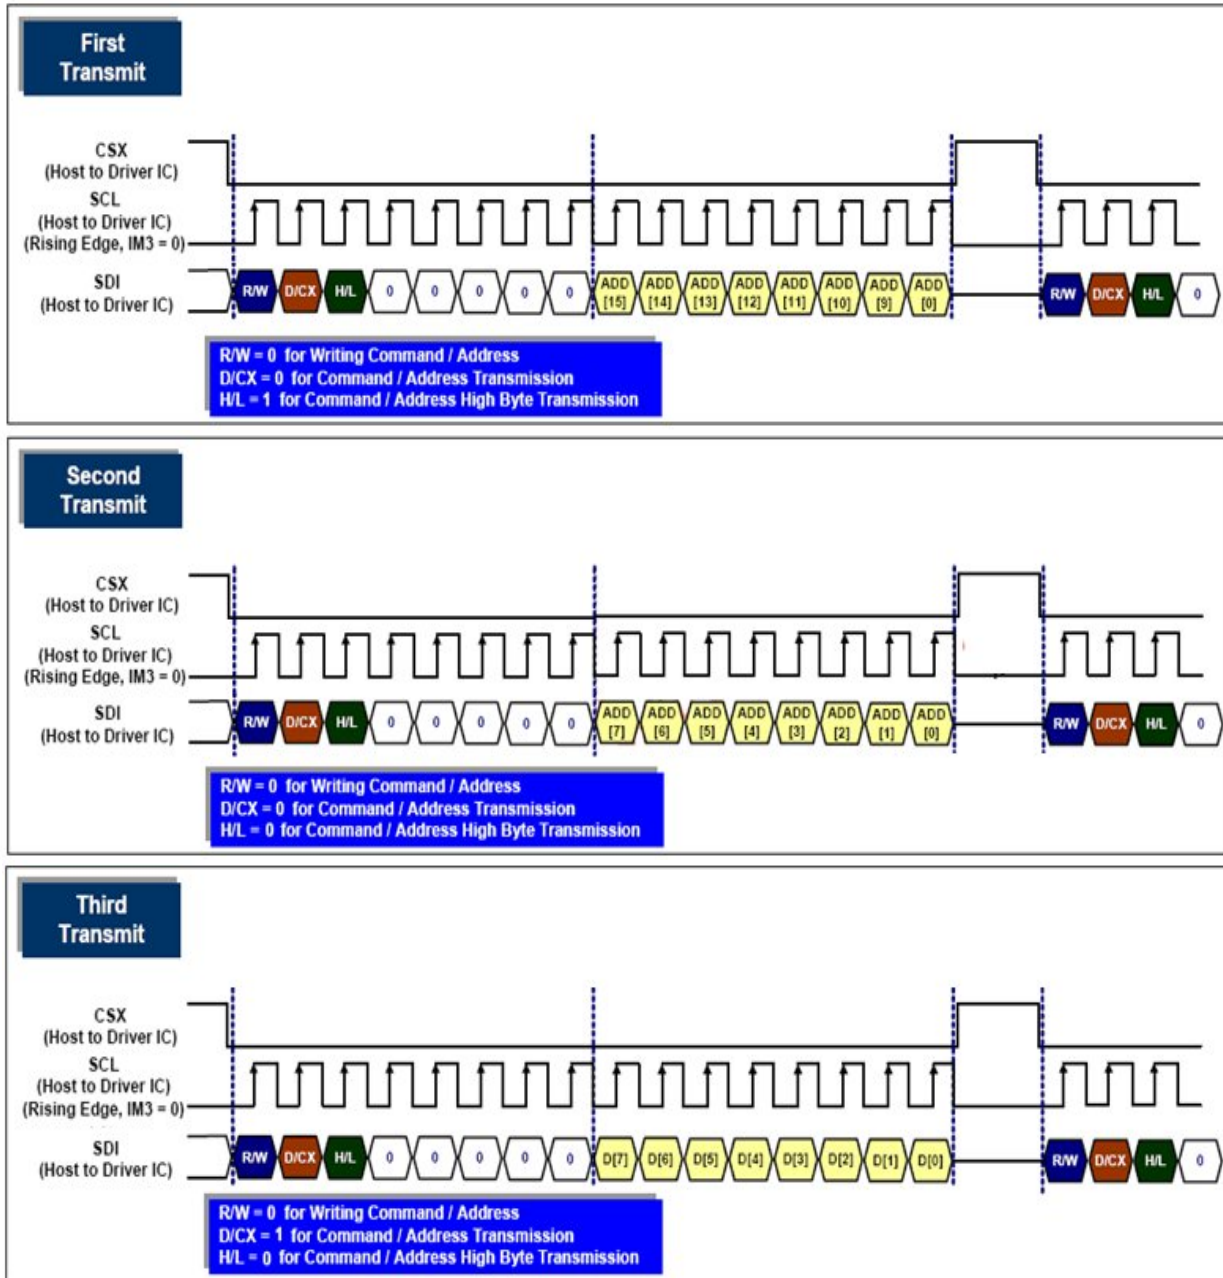 First
Transmit
CSX
(Host to Driver IC)
SCL
(Host to Driver IC)
(Rising Edge, IM3 = 0)
SDI
(Host to Driver IC)
R/W D/CX H/L 0 0 0 0 0 ADD [15] ADD [14] ADD [13] ADD [12] ADD [11] ADD [10] ADD [9] ADD [0] R/W D/CX H/L 0
R/W = 0 for Writing Command / Address
D/CX = 0 for Command / Address Transmission
H/L = 1 for Command / Address High Byte Transmission
Second
Transmit
CSX
(Host to Driver IC)
SCL
(Host to Driver IC)
(Rising Edge, IM3 = 0)
SDI
(Host to Driver IC)
R/W D/CX H/L 0 0 0 0 0 ADD [7] ADD [6] ADD [5] ADD [4] ADD [3] ADD [2] ADD [1] ADD [0] R/W D/CX H/L 0
R/W = 0 for Writing Command / Address
D/CX = 0 for Command / Address Transmission
H/L = 0 for Command / Address High Byte Transmission
Third
Transmit
CSX
(Host to Driver IC)
SCL
(Host to Driver IC)
(Rising Edge, IM3 = 0)
SDI
(Host to Driver IC)
R/W D/CX H/L 0 0 0 0 0 D[7] D[6] D[5] D[4] D[3] D[2] D[1] D[0] R/W D/CX H/L 0
R/W = 0 for Writing Command / Address
D/CX = 1 for Command / Address Transmission
H/L = 0 for Command / Address High Byte Transmission